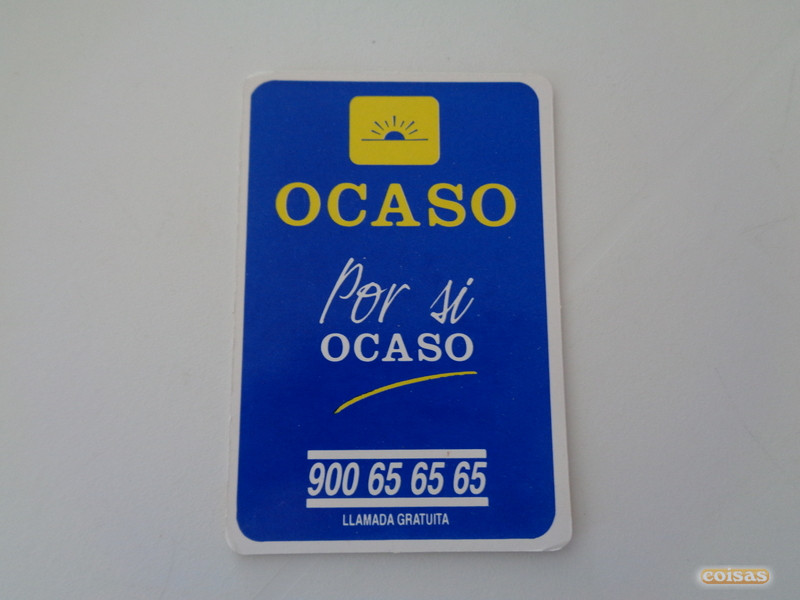 OCASO
Por si
OCASO
900 65 65 65
LLAMADA GRATUITA
coisas